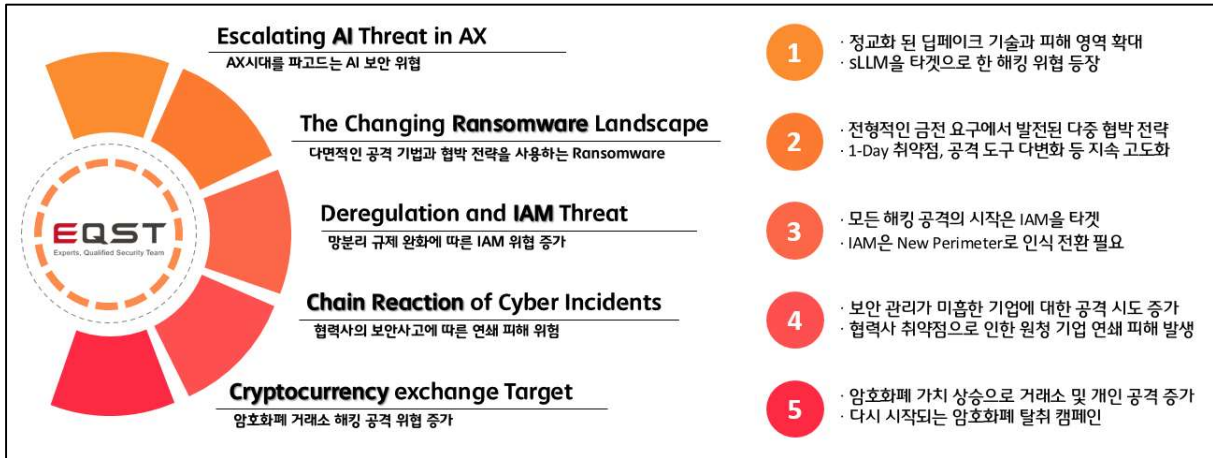 Escalating AI Threat in AX
AX시대를 파고드는 AI 보안 위협
1
· 정교화 된 딥페이크 기술과 피해 영역 확대
· sLLM을 타겟으로 한 해킹 위협 등장
The Changing Ransomware Landscape
다면적인 공격 기법과 협박 전략을 사용하는 Ransomware
2
· 전형적인 금전 요구에서 발전된 다중 협박 전략
· 1-Day 취약점, 공격 도구 다변화 등 지속 고도화
EQST
Experts, Qualified Security Team
Deregulation and IAM Threat
망분리 규제 완화에 따른 IAM 위협 증가
3
· 모든 해킹 공격의 시작은 IAM을 타겟
· IAM은 New Perimeter로 인식 전환 필요
Chain Reaction of Cyber Incidents
협력사의 보안사고에 따른 연쇄 피해 위험
4
· 보안 관리가 미흡한 기업에 대한 공격 시도 증가
· 협력사 취약점으로 인한 원청 기업 연쇄 피해 발생
Cryptocurrency exchange Target
암호화폐 거래소 해킹 공격 위협 증가
5
· 암호화폐 가치 상승으로 거래소 및 개인 공격 증가
· 다시 시작되는 암호화폐 탈취 캠페인